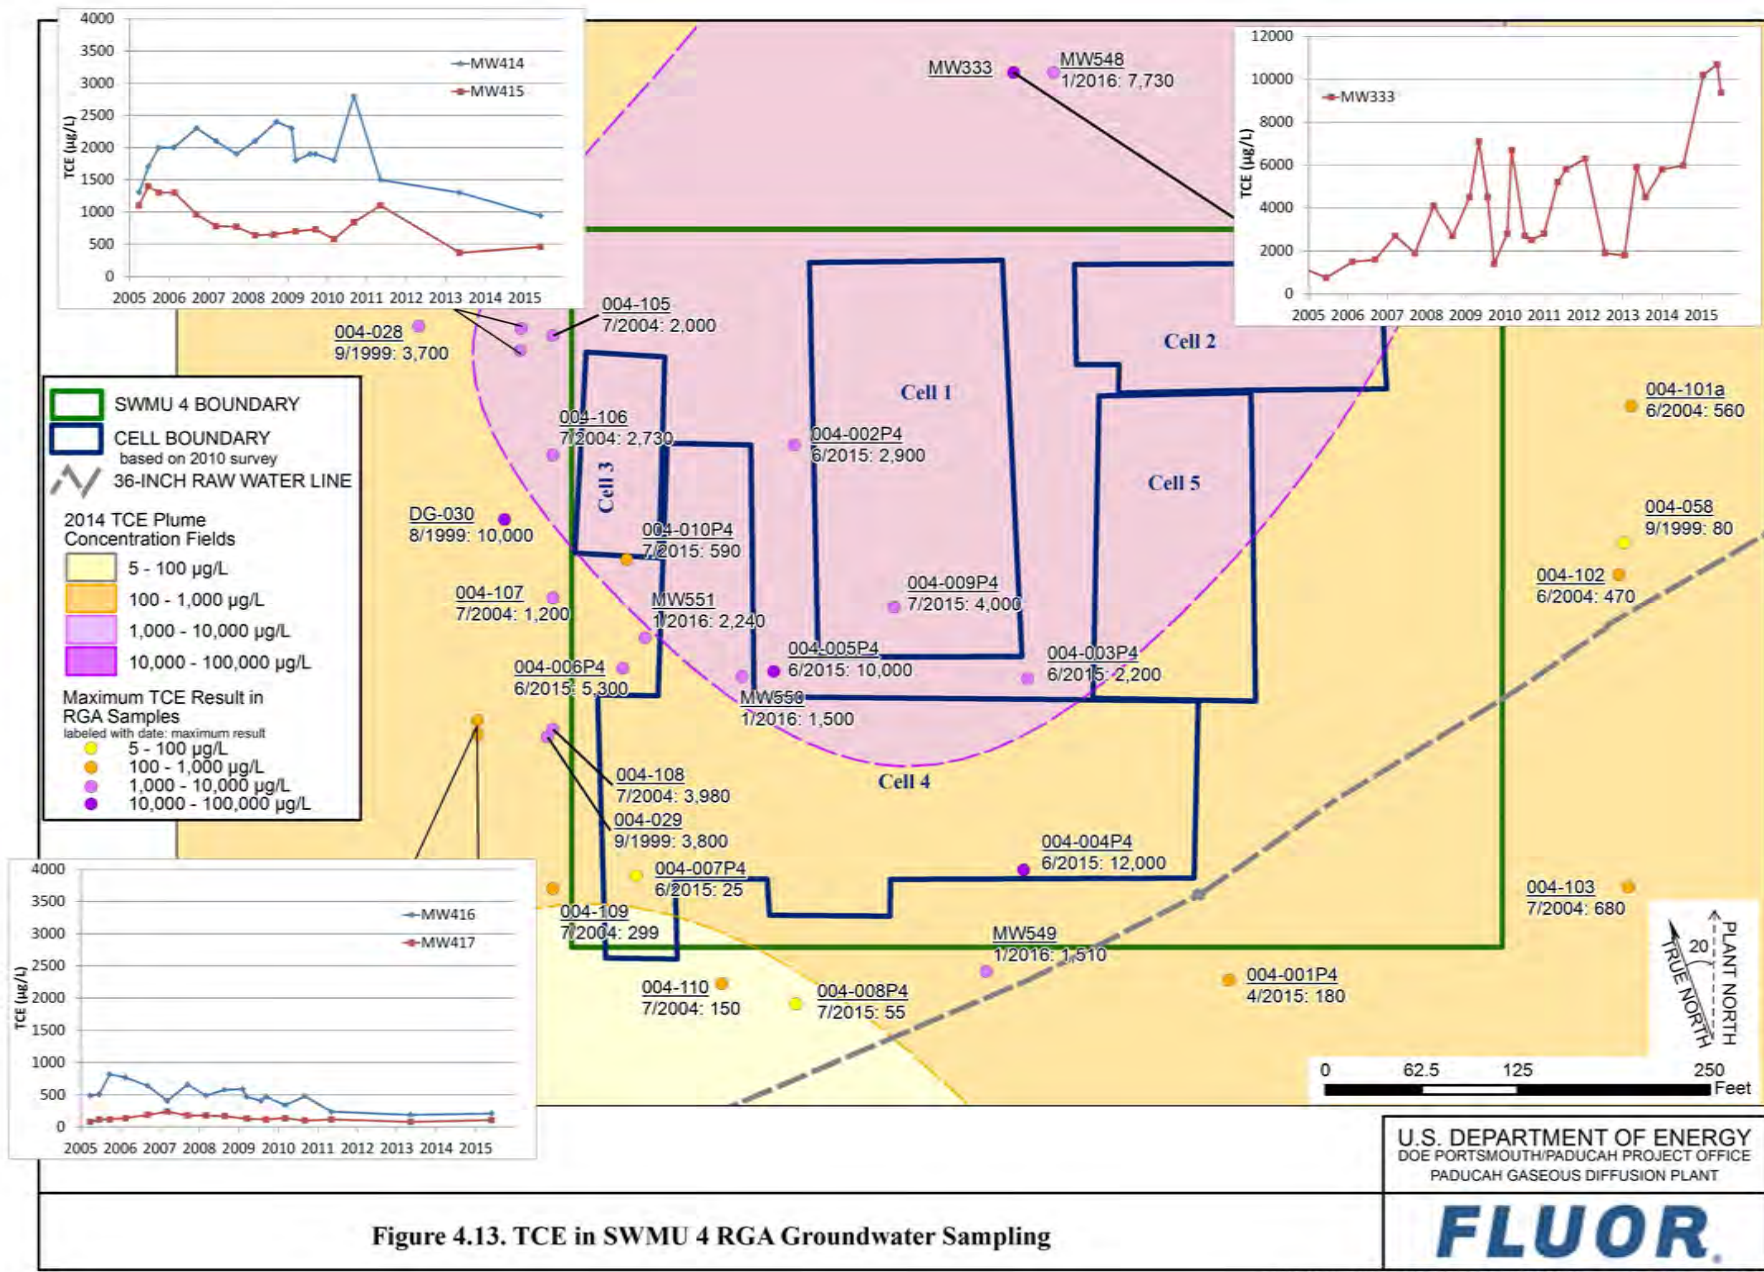 4000
3500
3000
2500
2000
1500
1000
500
0
TCE (µg/L)
MW414
MW415
2005 2006 2007 2008 2009 2010 2011 2012 2013 2014 2015
MW333
MW548
1/2016: 7,730
12000
10000
8000
6000
4000
2000
0
TCE (µg/L)
MW333
2005 2006 2007 2008 2009 2010 2011 2012 2013 2014 2015
004-028
9/1999: 3,700
004-105
7/2004: 2,000
Cell 1
Cell 2
Cell 3
Cell 5
Cell 4
004-106
7/2004: 2,730
004-002P4
6/2015: 2,900
004-101a
6/2004: 560
DG-030
8/1999: 10,000
004-010P4
7/2015: 590
004-058
9/1999: 80
004-102
6/2004: 470
004-107
7/2004: 1,200
MW551
1/2016: 2,240
004-009P4
7/2015: 4,000
004-006P4
6/2015: 5,300
004-005P4
6/2015: 10,000
004-003P4
6/2015: 2,200
MW550
1/2016: 1,500
004-108
7/2004: 3,980
004-029
9/1999: 3,800
004-007P4
6/2015: 25
004-004P4
6/2015: 12,000
004-103
7/2004: 680
004-109
7/2004: 299
MW549
1/2016: 1,510
004-110
7/2004: 150
004-008P4
7/2015: 55
004-001P4
4/2015: 180
SWMU 4 BOUNDARY
CELL BOUNDARY
based on 2010 survey
36-INCH RAW WATER LINE
2014 TCE Plume
Concentration Fields
5 - 100 µg/L
100 - 1,000 µg/L
1,000 - 10,000 µg/L
10,000 - 100,000 µg/L
Maximum TCE Result in
RGA Samples
labeled with date: maximum result
5 - 100 µg/L
100 - 1,000 µg/L
1,000 - 10,000 µg/L
10,000 - 100,000 µg/L
4000
3500
3000
2500
2000
1500
1000
500
0
TCE (µg/L)
MW416
MW417
2005 2006 2007 2008 2009 2010 2011 2012 2013 2014 2015
TRUE NORTH
20
PLANT NORTH
0 62.5 125 250
Feet
U.S. DEPARTMENT OF ENERGY
DOE PORTSMOUTH/PADUCAH PROJECT OFFICE
PADUCAH GASEOUS DIFFUSION PLANT
Figure 4.13. TCE in SWMU 4 RGA Groundwater Sampling
FLUOR®